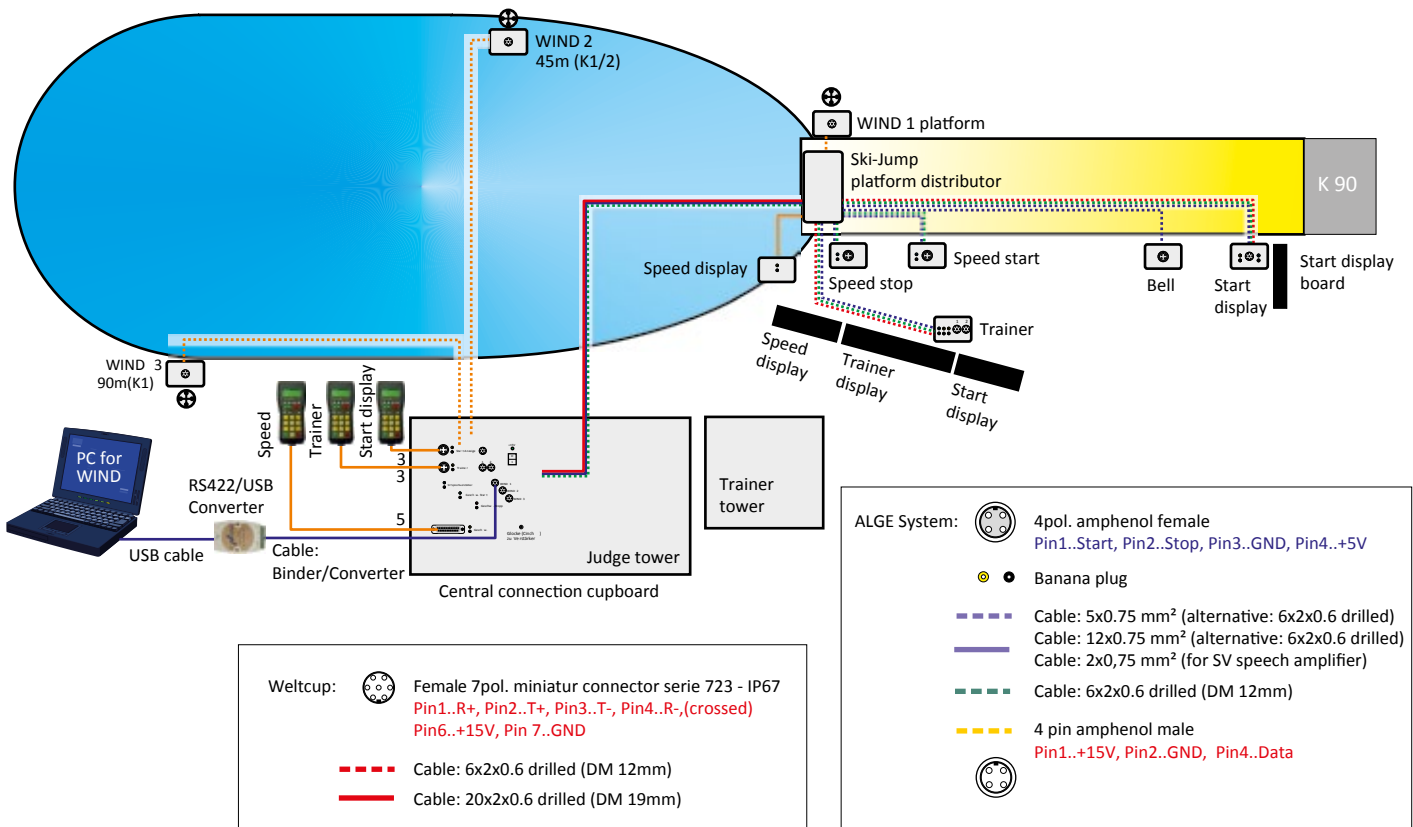 WIND 2
45m (K1/2)
WIND 1 platform
Ski-Jump
platform distributor
K 90
Speed display
Speed stop
Speed start
Bell
Start
display
Start display
board
Trainer
Speed
display
Trainer
display
Start
display
WIND 3
90m(K1)
Speed
Trainer
Start display
3
3
5
PC for
WIND
RS422/USB
Converter
USB cable
Cable:
Binder/Converter
Judge tower
Central connection cupboard
Trainer
tower
Weltcup:
Female 7pol. miniatur connector serie 723 - IP67
Pin1..R+, Pin2..T+, Pin3..T-, Pin4..R-,(crossed)
Pin6..+15V, Pin 7..GND
Cable: 6x2x0.6 drilled (DM 12mm)
Cable: 20x2x0.6 drilled (DM 19mm)
ALGE System:
4pol. amphenol female
Pin1..Start, Pin2..Stop, Pin3..GND, Pin4..+5V
Banana plug
Cable: 5x0.75 mm² (alternative: 6x2x0.6 drilled)
Cable: 12x0.75 mm² (alternative: 6x2x0.6 drilled)
Cable: 2x0,75 mm² (for SV speech amplifier)
Cable: 6x2x0.6 drilled (DM 12mm)
4 pin amphenol male
Pin1..+15V, Pin2..GND, Pin4..Data